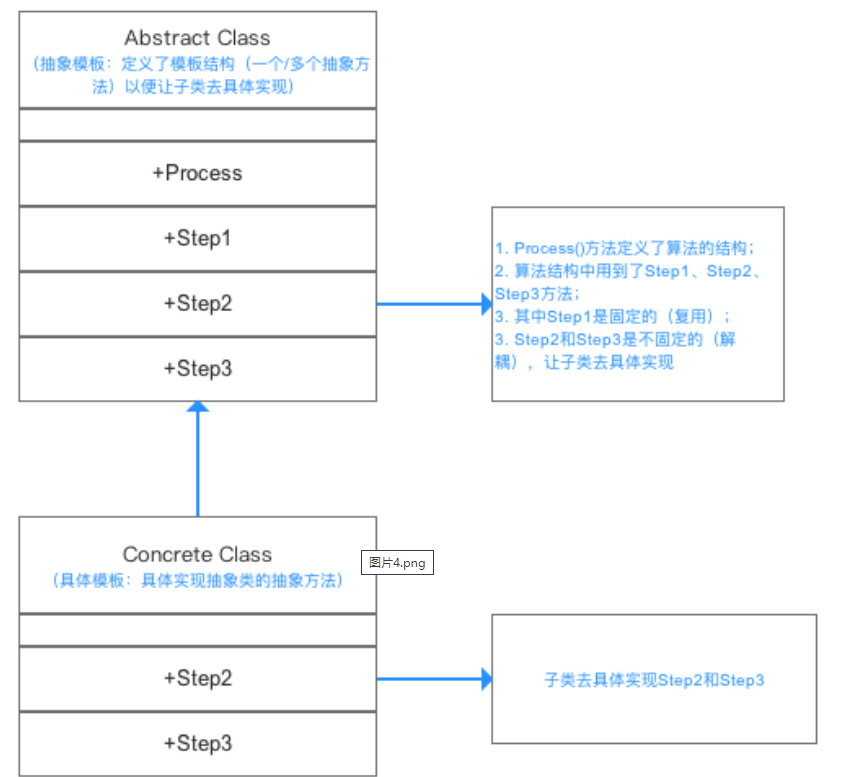 Abstract Class
（抽象模板：定义了模板结构（一个/多个抽象方
法）以便让子类去具体实现）
+Process
+Step1
+Step2
+Step3
1. Process()方法定义了算法的结构；
2. 算法结构中用到了Step1、Step2、
Step3方法；
3. 其中Step1是固定的（复用）；
3. Step2和Step3是不固定的（解
耦），让子类去具体实现
Concrete Class
（具体模板：具体实现抽象类的抽象方法）
图片4.png
+Step2
+Step3
子类去具体实现Step2和Step3